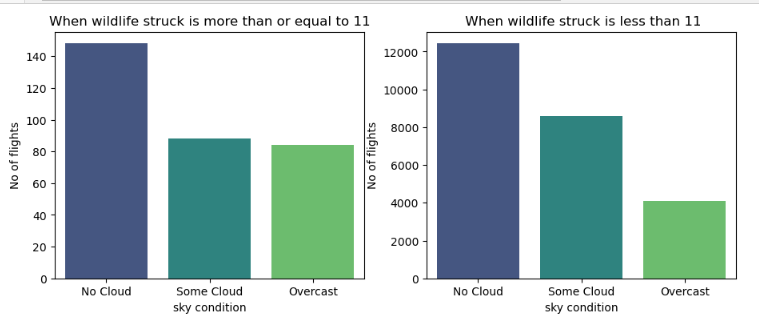 When wildlife struck is more than or equal to 11
No of flights
140
120
100
80
60
40
20
0
No Cloud
Some Cloud
Overcast
sky condition
When wildlife struck is less than 11
No of flights
12000
10000
8000
6000
4000
2000
0
No Cloud
Some Cloud
Overcast
sky condition